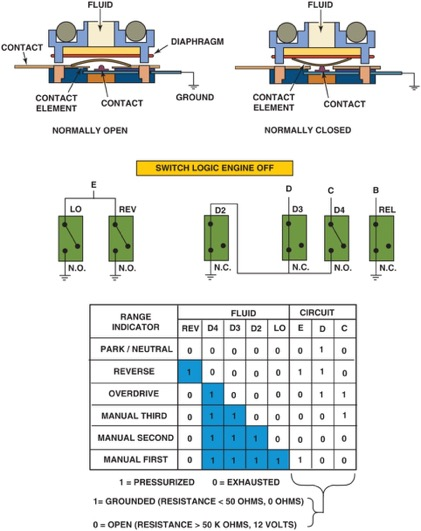 FLUID
FLUID
CONTACT
DIAPHRAGM
CONTACT ELEMENT
CONTACT
GROUND
CONTACT ELEMENT
CONTACT
NORMALLY OPEN
NORMALLY CLOSED
SWITCH LOGIC ENGINE OFF
E
D
C
B
LO
REV
D2
D3
D4
REL
N.O.
N.O.
N.C.
N.C.
N.O.
N.C.
RANGE INDICATOR
FLUID
CIRCUIT
REV D4 D3 D2 LO E D C
PARK / NEUTRAL 0 0 0 0 0 0 1 0
REVERSE 1 0 0 0 0 1 1 0
OVERDRIVE 0 1 0 0 0 0 1 1
MANUAL THIRD 0 1 1 0 0 0 0 1
MANUAL SECOND 0 1 1 1 0 0 0 0
MANUAL FIRST 0 1 1 1 1 1 0 0
1 = PRESSURIZED 0 = EXHAUSTED
1= GROUNDED (RESISTANCE < 50 OHMS, 0 OHMS)
0 = OPEN (RESISTANCE > 50 K OHMS, 12 VOLTS)